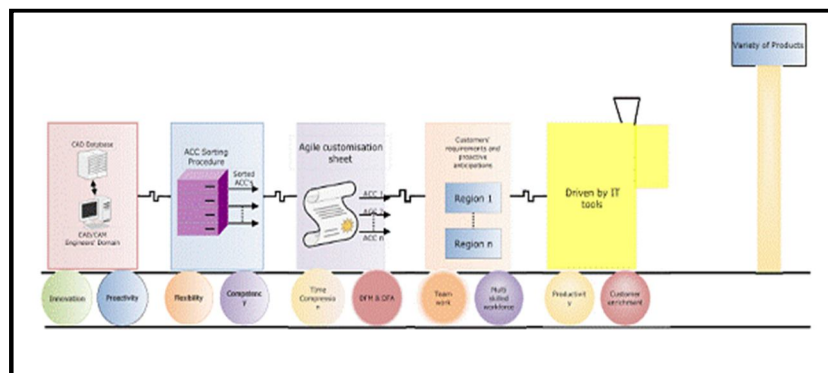 Variety of Products
CAD Database
CAD/CAM
Engineers' Domain
ACC Sorting
Procedure
Sorted
ACC's
Agile customisation
sheet
ACC 1
ACC 2
ACC n
Customers'
requirements and
proactive
anticipations
Region 1
Region n
Driven by IT
tools
Innovation
Proactivity
Flexibility
Competenc
y
Time
Compressio
n
DFM & DFA
Team
work
Multi
skilled
workforce
Productivit
y
Customer
enrichment